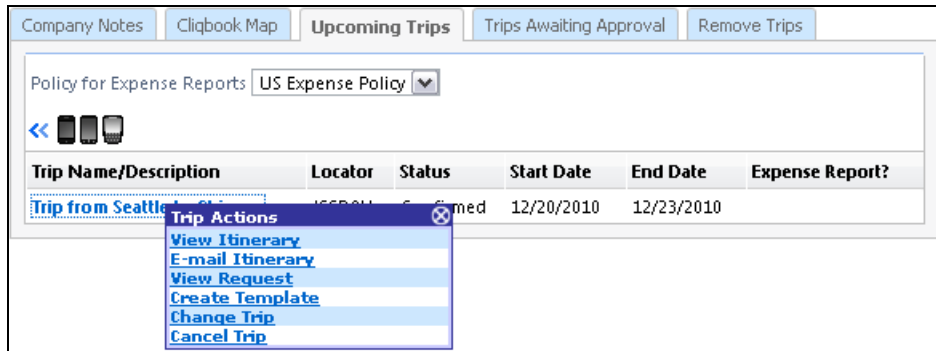 Company Notes Cliqbook Map Upcoming Trips Trips Awaiting Approval Remove Trips
Policy for Expense Reports US Expense Policy
Trip Name/Description Locator Status Start Date End Date Expense Report?
Trip from Seattle 12/20/2010 12/23/2010
Trip Actions
View Itinerary
E-mail Itinerary
View Request
Create Template
Change Trip
Cancel Trip